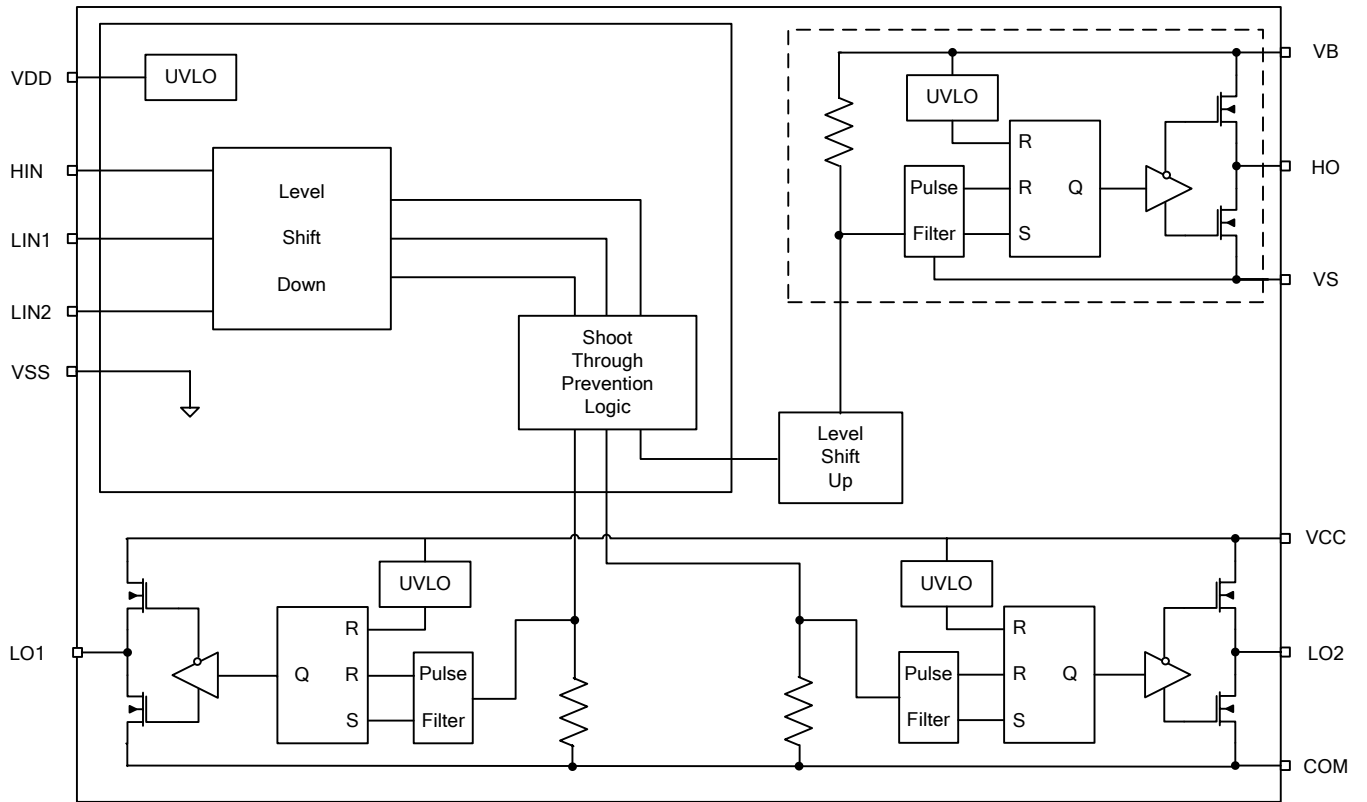 VDD
HIN
LIN1
LIN2
VSS
UVLO
Level
Shift
Down
Shoot
Through
Prevention
Logic
Level
Shift
Up
UVLO
Pulse
Filter
R
R
S
Q
VB
HO
VS
LO1
Q
R
R
S
UVLO
Pulse
Filter
UVLO
Pulse
Filter
R
R
S
Q
VCC
LO2
COM